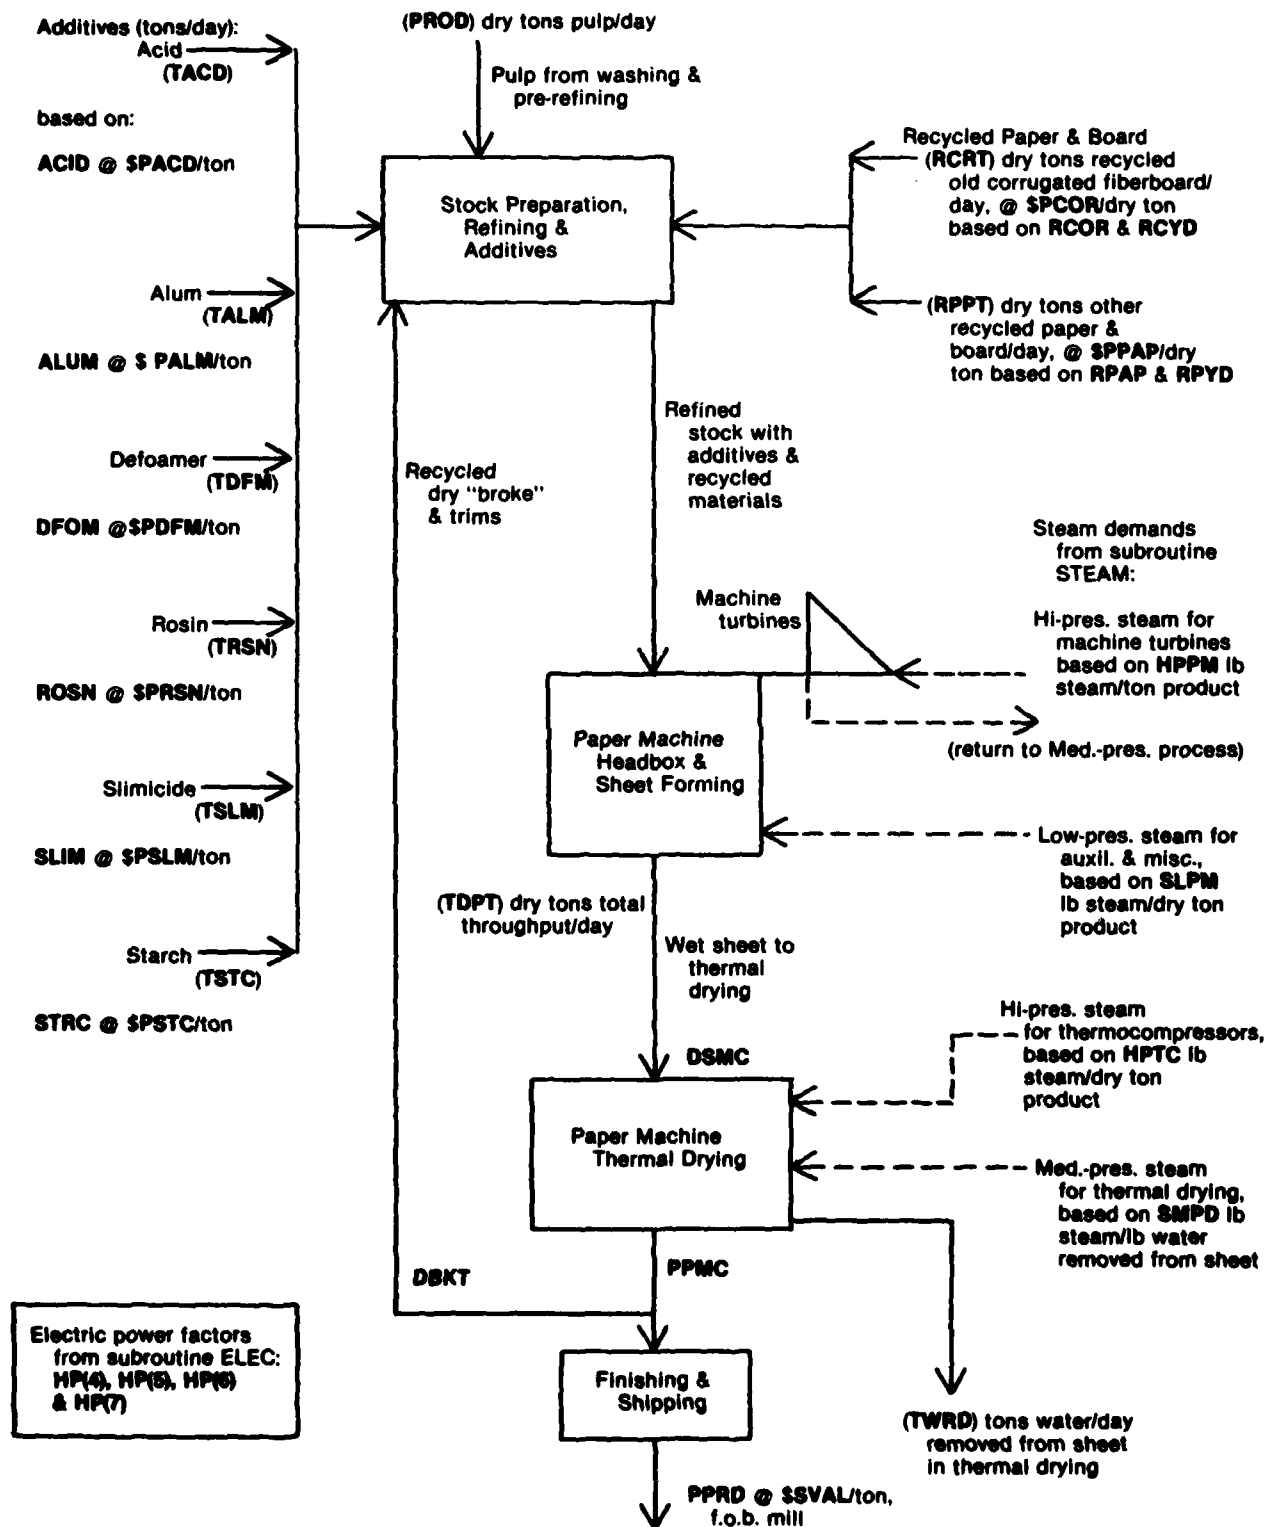 Additives (tons/day):
Acid
(TACD)
based on:
ACID @ $PACD/ton
Alum
(TALM)
ALUM @ $ PALM/ton
Defoamer
(TDFM)
DFOM @$PDFM/ton
Rosin
(TRSN)
ROSN @ $PRSN/ton
Slimicide
(TSLM)
SLIM @ $PSLM/ton
Starch
(TSTC)
STRC @ $PSTC/ton
(PROD) dry tons pulp/day
Pulp from washing &
pre-refining
Stock Preparation,
Refining &
Additives
Recycled Paper & Board
(RCRT) dry tons recycled
old corrugated fiberboard/
day, @ $PCOR/dry ton
based on RCOR & RCYD
(RPPT) dry tons other
recycled paper &
board/day, @ $PPAP/dry
ton based on RPAP & RPYD
Recycled
dry "broke"
& trims
Refined
stock with
additives &
recycled
materials
Machine
turbines
Steam demands
from subroutine
STEAM:
Hi-pres. steam for
machine turbines
based on HPPM lb
steam/ton product
(return to Med.-pres. process)
Paper Machine
Headbox &
Sheet Forming
Low-pres. steam for
auxil. & misc.,
based on SLPM
lb steam/dry ton
product
(TDPT) dry tons total
throughput/day
Wet sheet to
thermal
drying
DSMC
Hi-pres. steam
for thermocompressors,
based on HPTC lb
steam/dry ton
product
Paper Machine
Thermal Drying
Med.-pres. steam
for thermal drying,
based on SMPD lb
steam/lb water
removed from sheet
DBKT
PPMC
Electric power factors
from subroutine ELEC:
HP(4), HP(5), HP(6)
& HP(7)
Finishing &
Shipping
(TWRD) tons water/day
removed from sheet
in thermal drying
PPRD @ $SVAL/ton,
f.o.b. mill